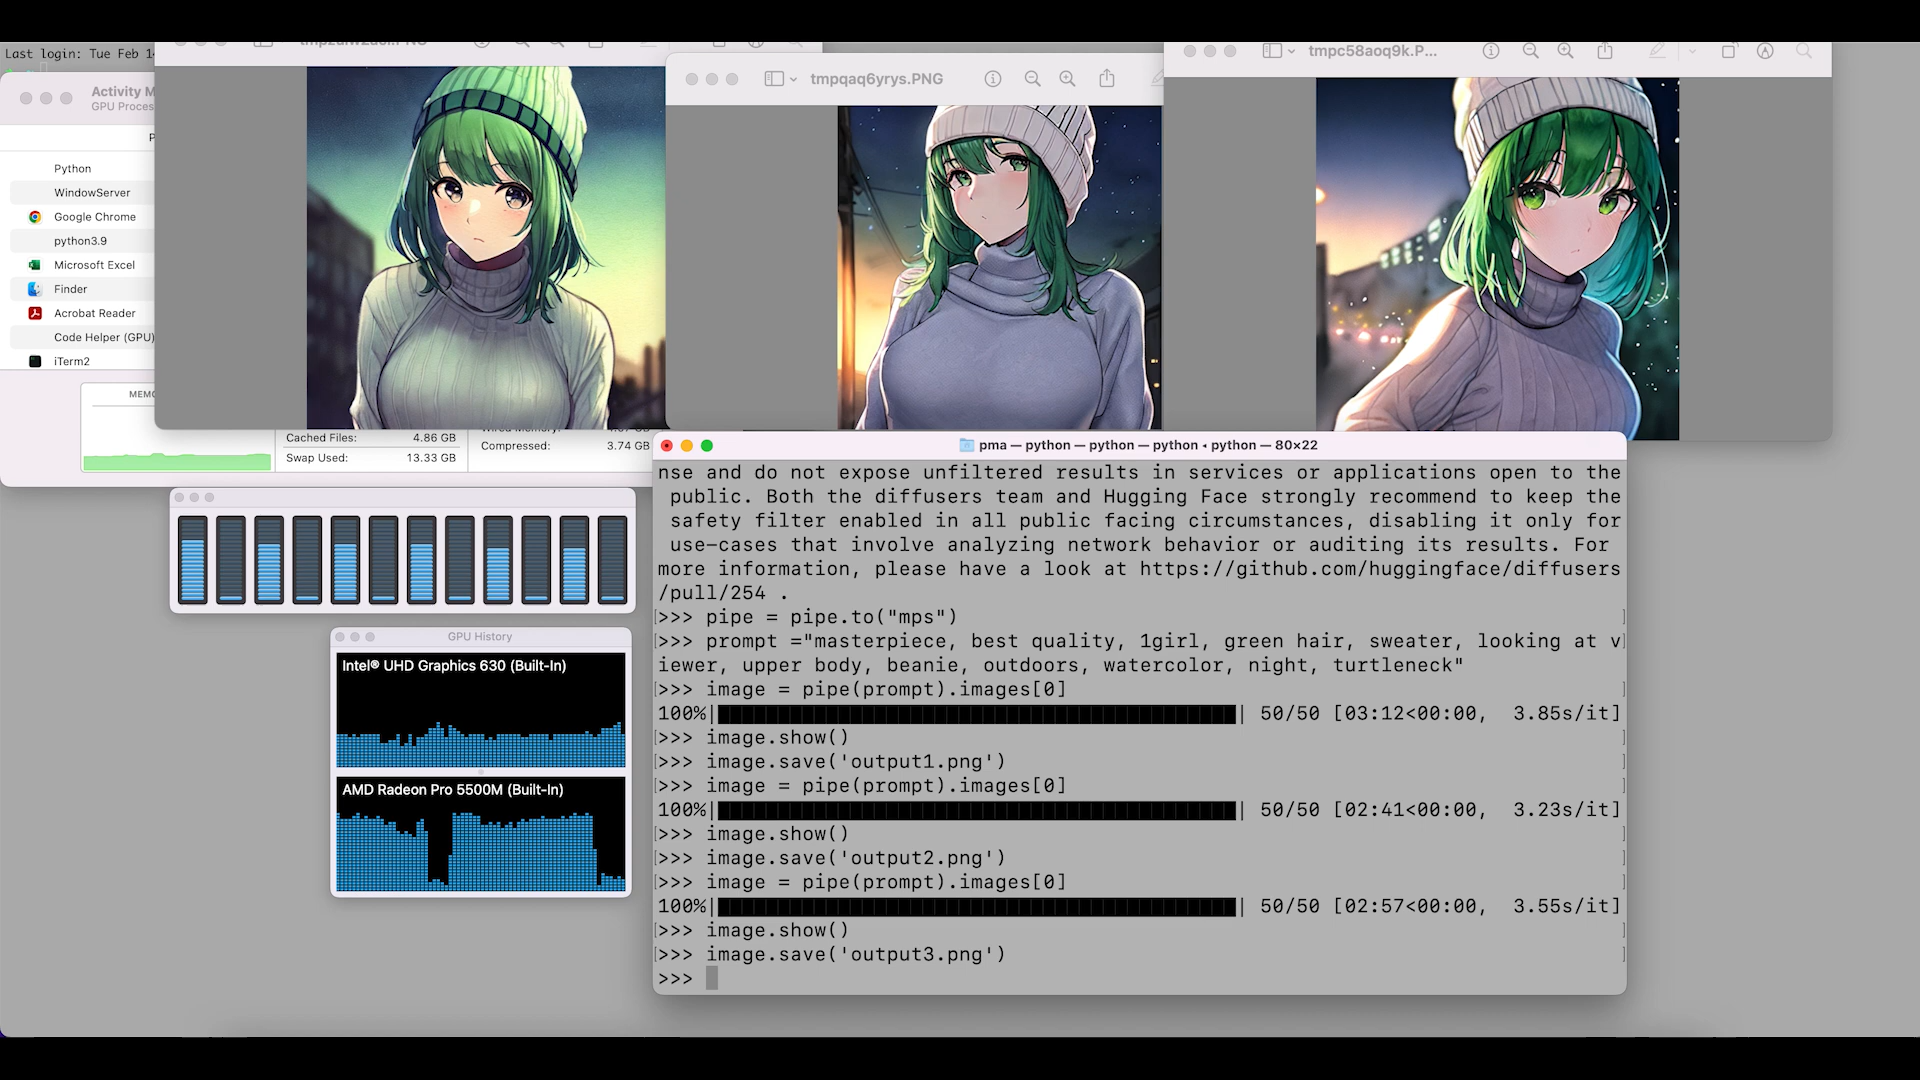 Last login: Tue Feb 14
Activity M
GPU Proces
P
Python
WindowServer
Google Chrome
python3.9
Microsoft Excel
Finder
Acrobat Reader
Code Helper (GPU)
iTerm2
MEMO
Cached Files: 4.86 GB
Swap Used: 13.33 GB
Compressed: 3.74 GB
tmpqaq6yrys.PNG
tmpc58aoq9k.P...
Intel® UHD Graphics 630 (Built-In)
GPU History
AMD Radeon Pro 5500M (Built-In)
pma — python — python — python ◂ python — 80×22
nse and do not expose unfiltered results in services or applications open to the
public. Both the diffusers team and Hugging Face strongly recommend to keep the
safety filter enabled in all public facing circumstances, disabling it only for
use-cases that involve analyzing network behavior or auditing its results. For
more information, please have a look at https://github.com/huggingface/diffusers
/pull/254 .
>>> pipe = pipe.to("mps")
>>> prompt ="masterpiece, best quality, 1girl, green hair, sweater, looking at v
iewer, upper body, beanie, outdoors, watercolor, night, turtleneck"
>>> image = pipe(prompt).images[0]
100%| | 50/50 [03:12<00:00,  3.85s/it]
>>> image.show()
>>> image.save('output1.png')
>>> image = pipe(prompt).images[0]
100%| | 50/50 [02:41<00:00,  3.23s/it]
>>> image.show()
>>> image.save('output2.png')
>>> image = pipe(prompt).images[0]
100%| | 50/50 [02:57<00:00,  3.55s/it]
>>> image.show()
>>> image.save('output3.png')
>>>